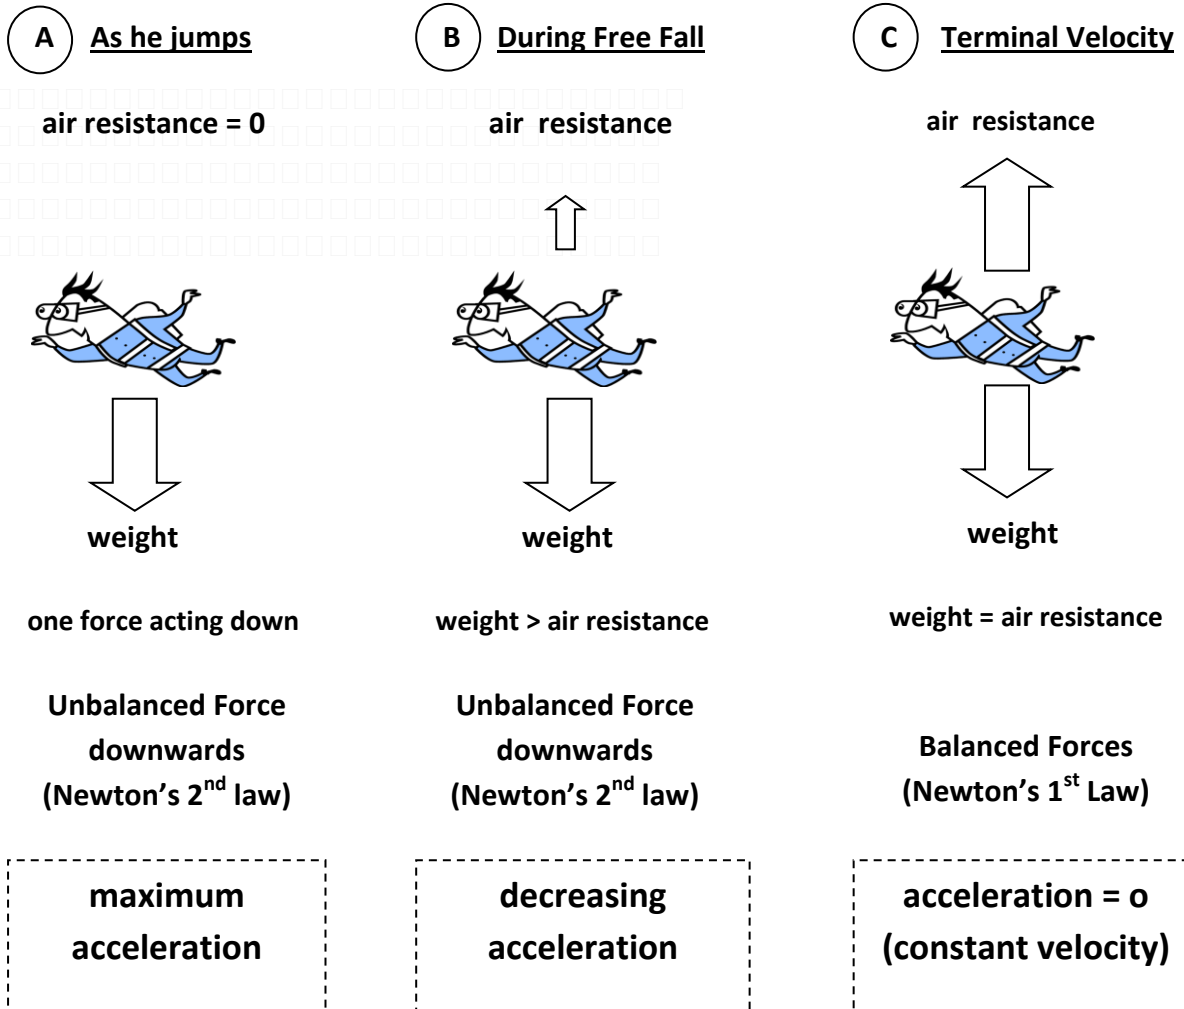 A As he jumps
air resistance = 0
weight
one force acting down
Unbalanced Force
downwards
(Newton's 2nd law)
maximum
acceleration
B During Free Fall
air resistance
weight
weight > air resistance
Unbalanced Force
downwards
(Newton's 2nd law)
decreasing
acceleration
C Terminal Velocity
air resistance
weight
weight = air resistance
Balanced Forces
(Newton's 1st Law)
acceleration = o
(constant velocity)